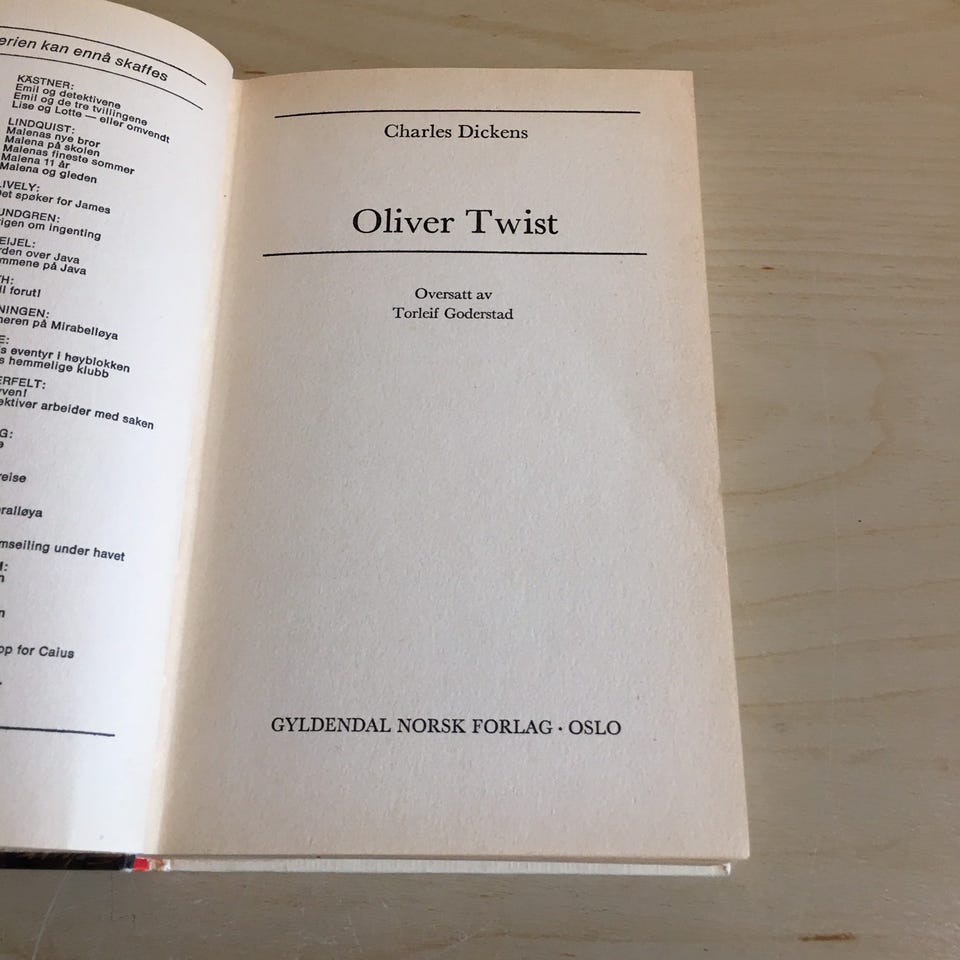 erien kan ennå skaffes
KÄSTNER:
Emil og detektivene
Emil og de tre tvillingene
Lise og Lotte — eller omvendt
LINDQUIST:
Malenas nye bror
Malena på skolen
Malenas fineste sommer
Malena 11 år
Malena og gleden
LIVELY:
Det spøker for James
UNDGREN:
rigen om ingenting
EIJEL:
rden over Java
mmene på Java
H:
ll forut!
NINGEN:
neren på Mirabelløya
E:
s eventyr i høyblokken
s hemmelige klubb
ERFELT:
yven!
ektiver arbeider med saken
G:
e
reise
ralløya
mseiling under havet
n
n
op for Caius
Charles Dickens
Oliver Twist
Oversatt av
Torleif Goderstad
GYLDENDAL NORSK FORLAG · OSLO